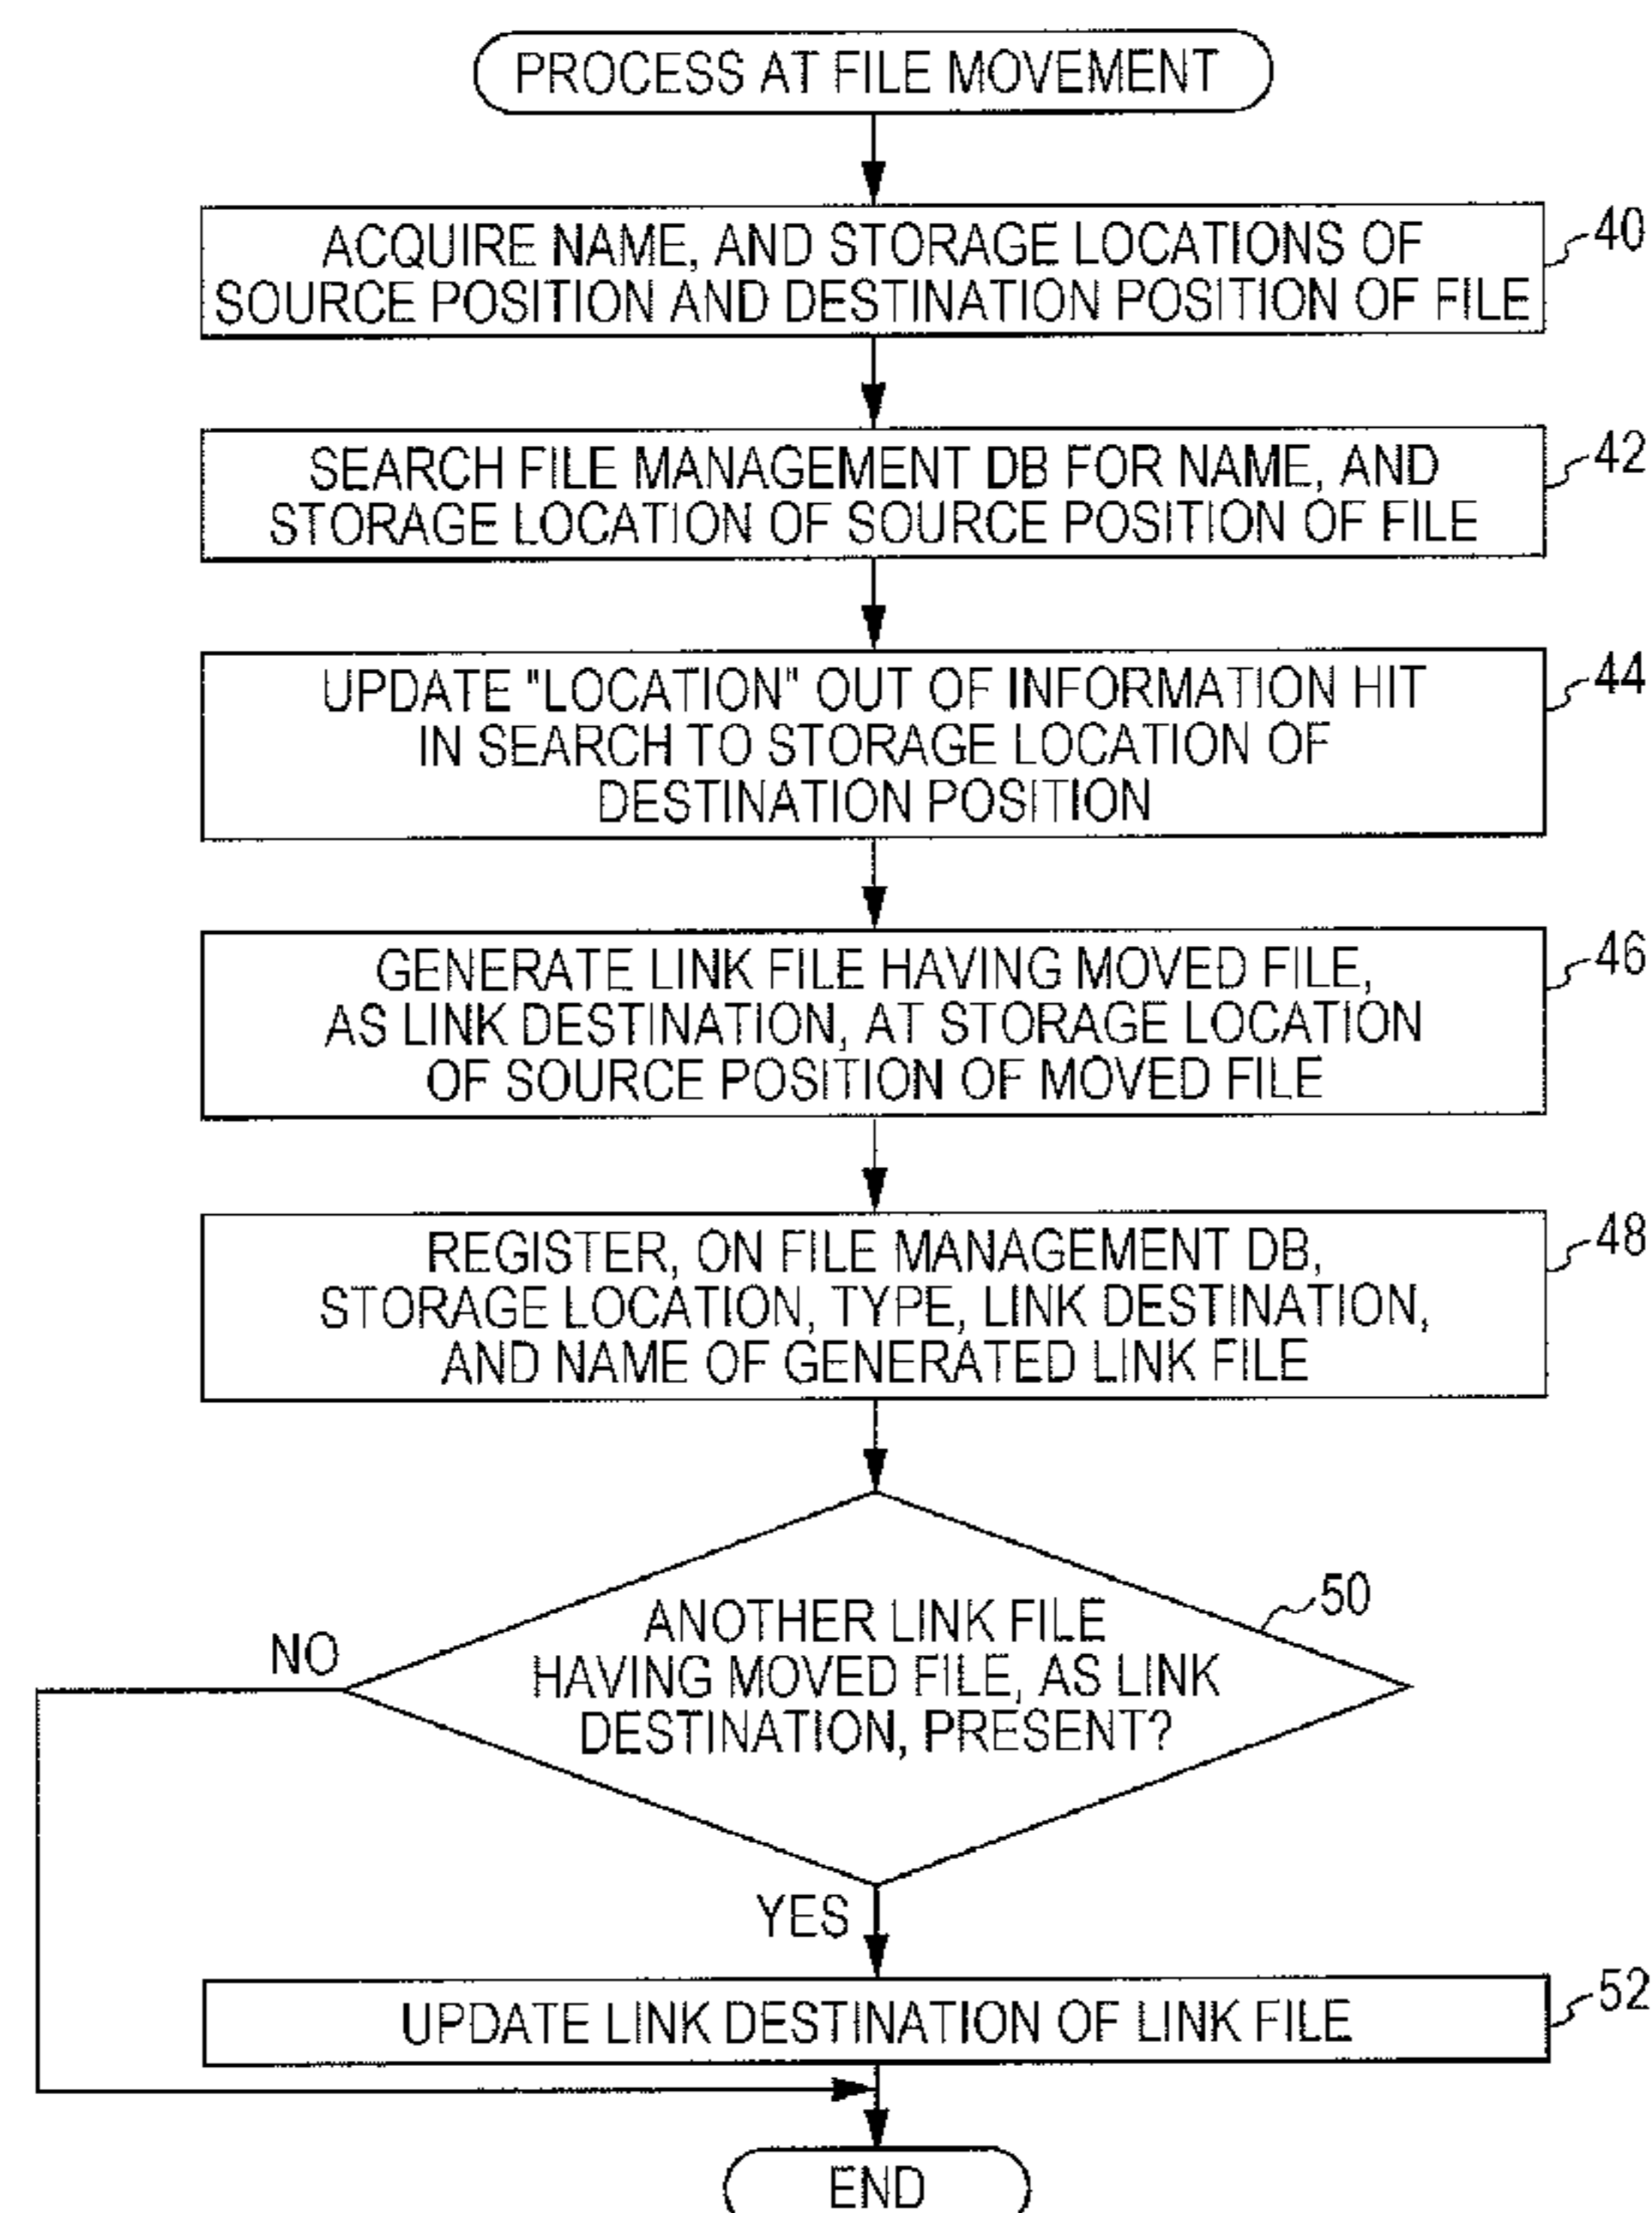 PROCESS AT FILE MOVEMENT
ACQUIRE NAME, AND STORAGE LOCATIONS OF
SOURCE POSITION AND DESTINATION POSITION OF FILE
40
SEARCH FILE MANAGEMENT DB FOR NAME, AND
STORAGE LOCATION OF SOURCE POSITION OF FILE
42
UPDATE "LOCATION" OUT OF INFORMATION HIT
IN SEARCH TO STORAGE LOCATION OF
DESTINATION POSITION
44
GENERATE LINK FILE HAVING MOVED FILE,
AS LINK DESTINATION, AT STORAGE LOCATION
OF SOURCE POSITION OF MOVED FILE
46
REGISTER, ON FILE MANAGEMENT DB,
STORAGE LOCATION, TYPE, LINK DESTINATION,
AND NAME OF GENERATED LINK FILE
48
ANOTHER LINK FILE
HAVING MOVED FILE, AS LINK
DESTINATION, PRESENT?
50
NO
YES
UPDATE LINK DESTINATION OF LINK FILE
52
END